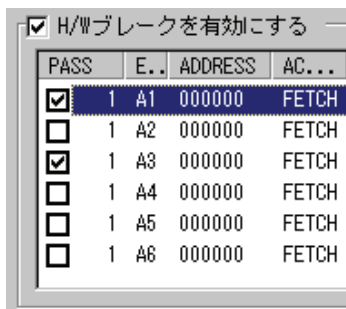 H/Wブレークを有効にする
PASS E.. ADDRESS AC...
1 A1 000000 FETCH
1 A2 000000 FETCH
1 A3 000000 FETCH
1 A4 000000 FETCH
1 A5 000000 FETCH
1 A6 000000 FETCH